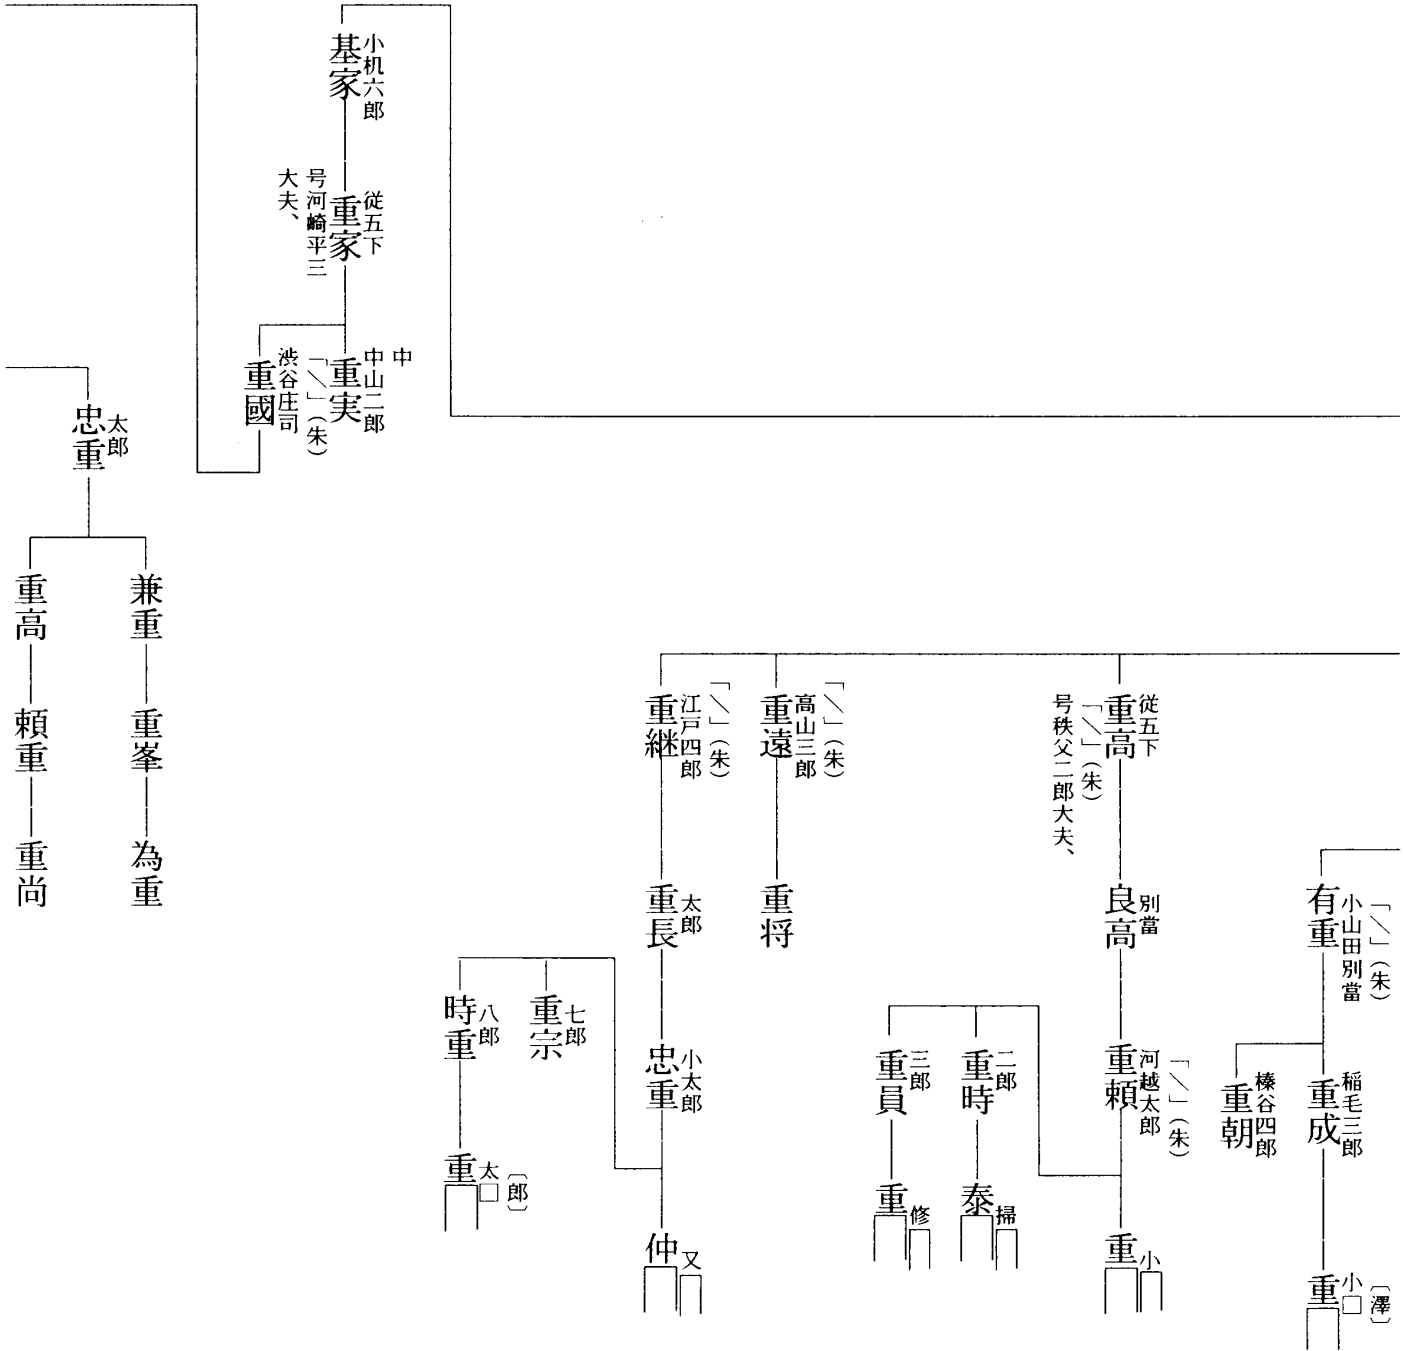 「＼」（朱）
小山田別當
有重
稲毛三郎
重成
〔澤〕
小□
重
榛谷四郎
重朝
従五下
重高
「＼」（朱）
号秩父二郎大夫、
別當
良高
「＼」（朱）
河越太郎
重頼
小
重
二郎
重時
掃
泰
三郎
重員
修
重
「＼」（朱）
高山三郎
重遠
重将
「＼」（朱）
江戸四郎
重継
太郎
重長
小太郎
忠重
又
仲
七郎
重宗
八郎
時重
〔郎〕
太□
重
小机六郎
基家
従五下
重家
号河崎平三
大夫、
中
中山二郎
重実
「＼」（朱）
渋谷庄司
重國
太郎
忠重
兼重
重峯
為重
重高
頼重
重尚